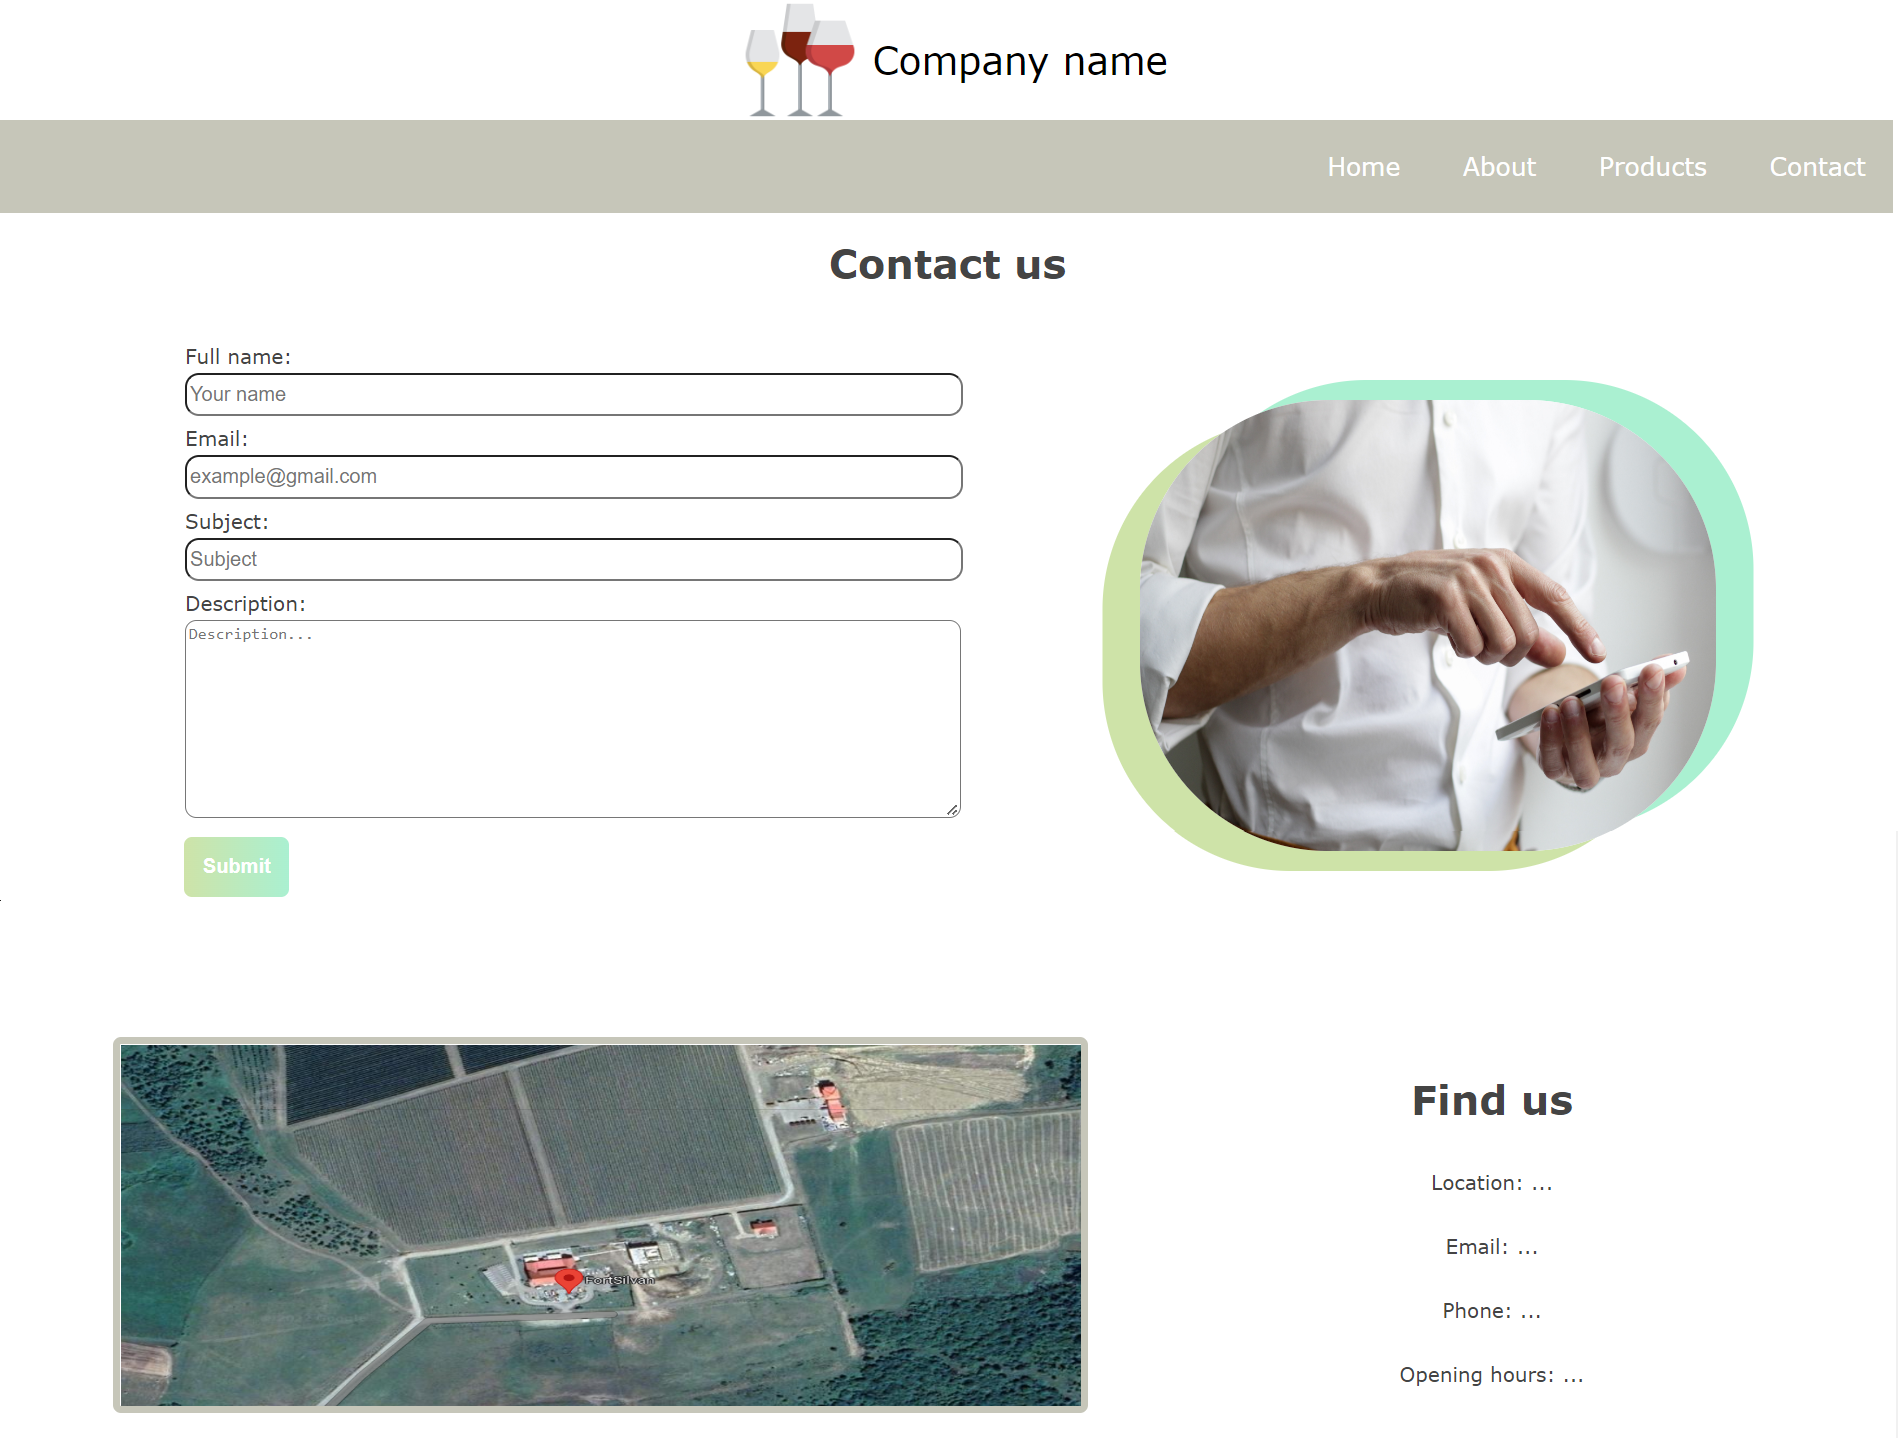 Company name
Home About Products Contact
Contact us
Full name:
Your name
Email:
example@gmail.com
Subject:
Subject
Description:
Description...
Submit
FortSilvan
Find us
Location: ...
Email: ...
Phone: ...
Opening hours: ...